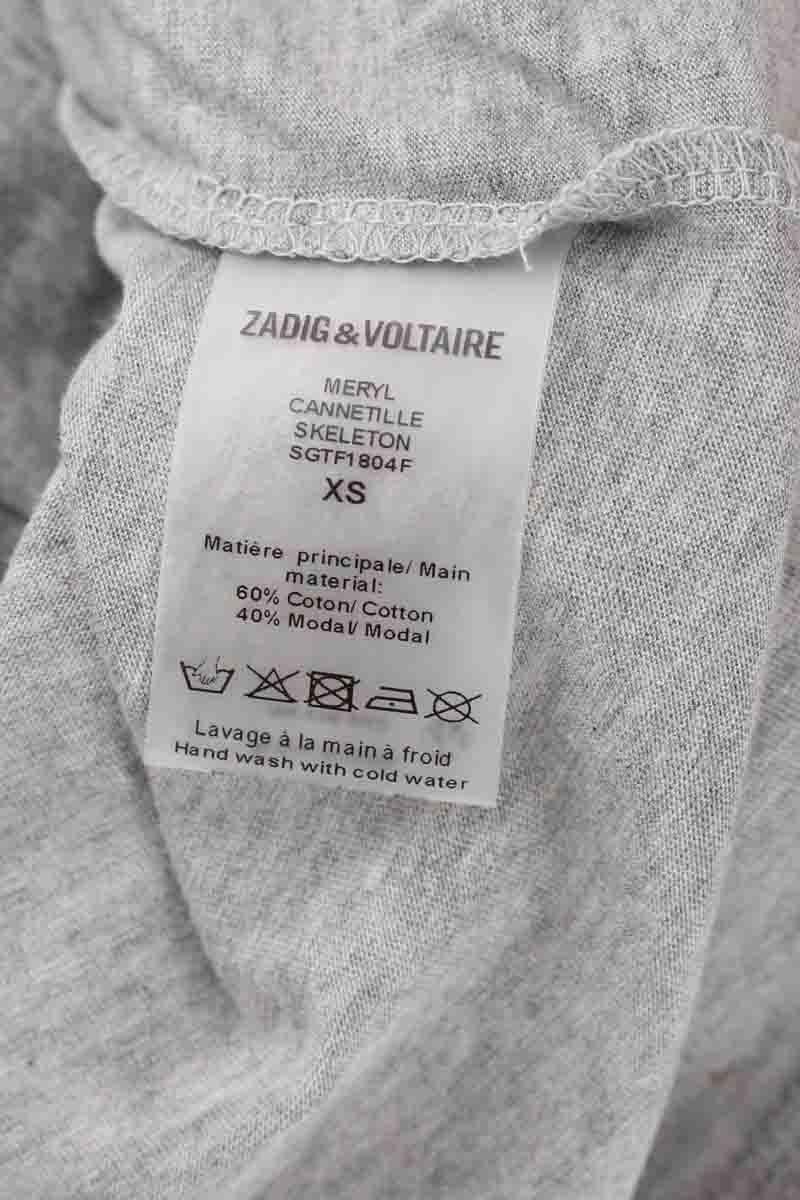 ZADIG & VOLTAIRE
MERYL
CANNETILLE
SKELETON
SGTF1804F
XS
Matière principale/ Main
material:
60% Coton/ Cotton
40% Modal/ Modal
Lavage à la main à froid
Hand wash with cold water